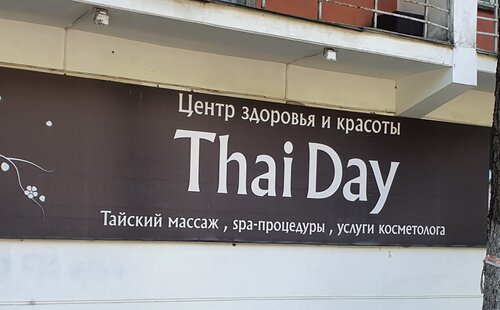 Центр здоровья и красоты
Thai Day
Тайский массаж , spa-процедуры , услуги косметолога